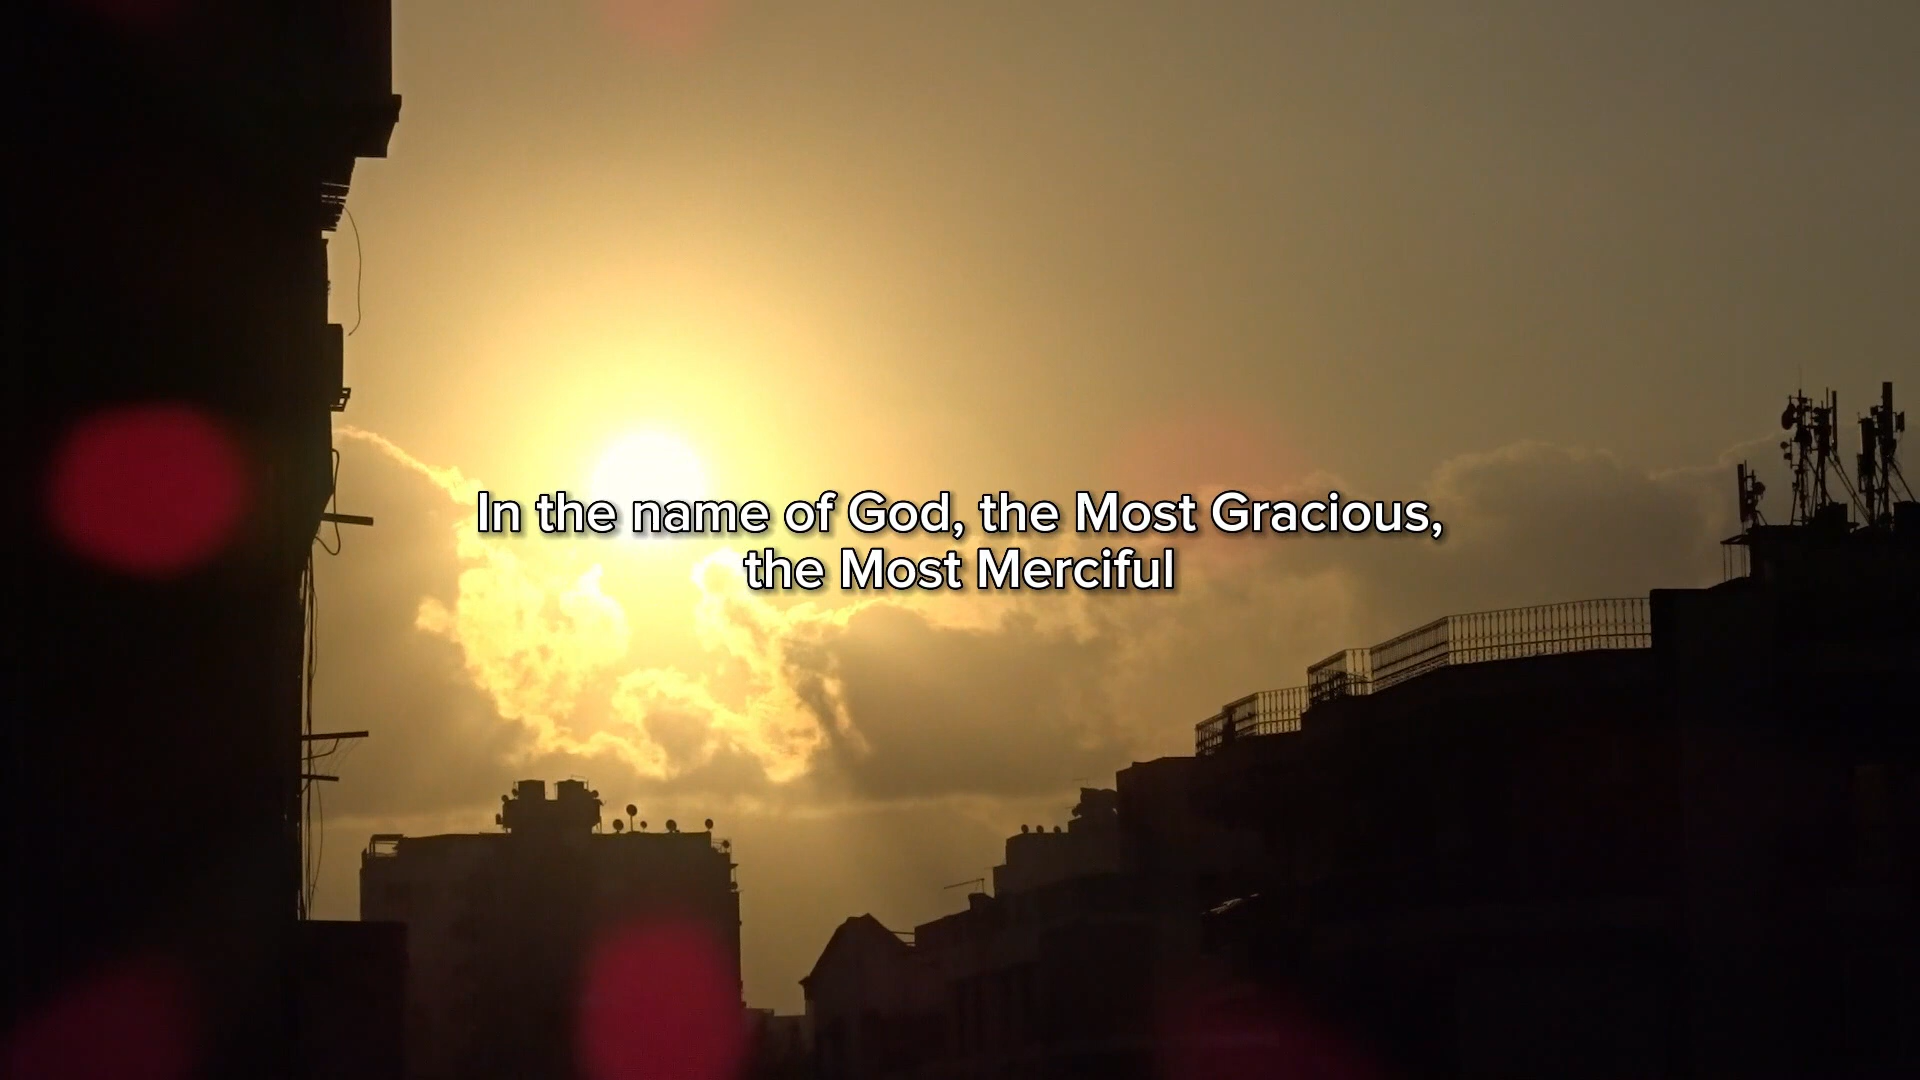 In the name of God, the Most Gracious,
the Most Merciful